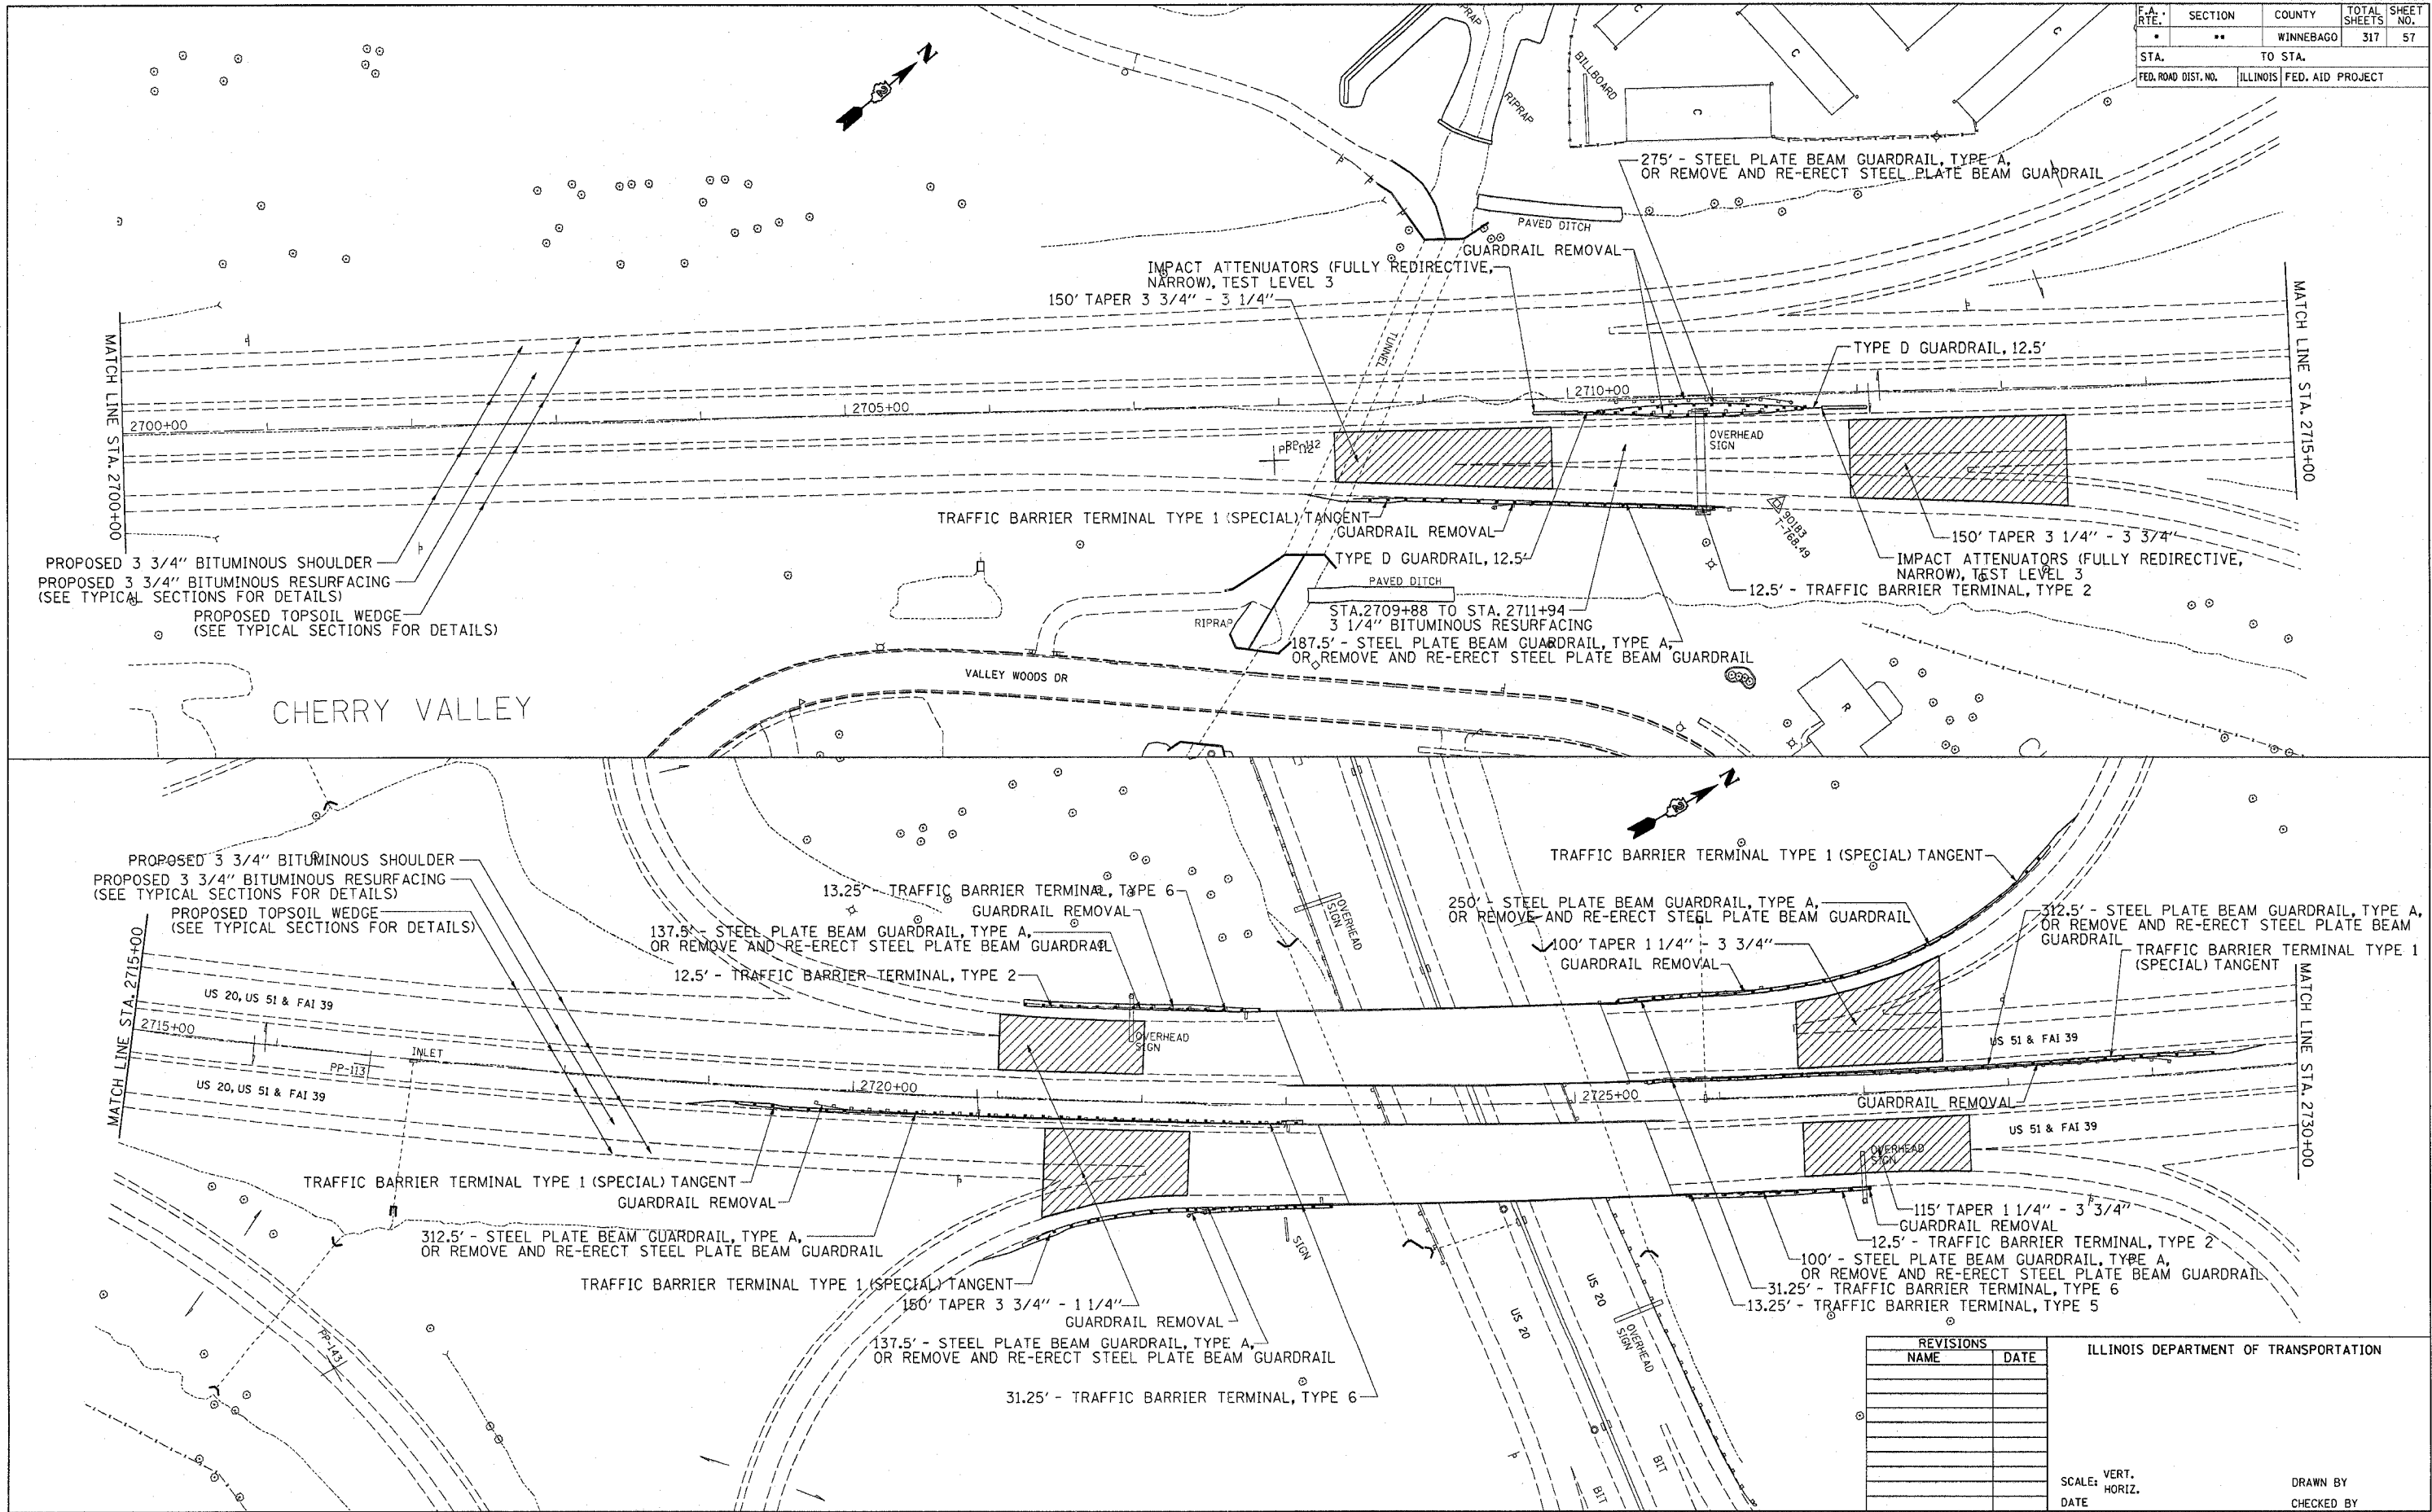 F.A. RTE.
SECTION
COUNTY
TOTAL SHEETS
SHEET NO.
*
**
WINNEBAGO
317
57
STA.
TO STA.
FED. ROAD DIST. NO.
ILLINOIS
FED. AID PROJECT
N
RIPRAP
RIPRAP
BILLBOARD
C
C
C
C
275' - STEEL PLATE BEAM GUARDRAIL, TYPE A,
OR REMOVE AND RE-ERECT STEEL PLATE BEAM GUARDRAIL
PAVED DITCH
GUARDRAIL REMOVAL
IMPACT ATTENUATORS (FULLY REDIRECTIVE,
NARROW), TEST LEVEL 3
150' TAPER 3 3/4" - 3 1/4"
TUNNEL
TYPE D GUARDRAIL, 12.5'
MATCH LINE STA. 2700+00
MATCH LINE STA. 2715+00
2700+00
2705+00
2710+00
PP-112
OVERHEAD
SIGN
90183
T-768.49
TRAFFIC BARRIER TERMINAL TYPE 1 (SPECIAL) TANGENT
GUARDRAIL REMOVAL
TYPE D GUARDRAIL, 12.5'
150' TAPER 3 1/4" - 3 3/4"
IMPACT ATTENUATORS (FULLY REDIRECTIVE,
NARROW), TEST LEVEL 3
12.5' - TRAFFIC BARRIER TERMINAL, TYPE 2
PROPOSED 3 3/4" BITUMINOUS SHOULDER
PROPOSED 3 3/4" BITUMINOUS RESURFACING
(SEE TYPICAL SECTIONS FOR DETAILS)
PROPOSED TOPSOIL WEDGE
(SEE TYPICAL SECTIONS FOR DETAILS)
PAVED DITCH
RIPRAP
STA.2709+88 TO STA. 2711+94
3 1/4" BITUMINOUS RESURFACING
187.5' - STEEL PLATE BEAM GUARDRAIL, TYPE A,
OR REMOVE AND RE-ERECT STEEL PLATE BEAM GUARDRAIL
VALLEY WOODS DR
CHERRY VALLEY
R
N
PROPOSED 3 3/4" BITUMINOUS SHOULDER
PROPOSED 3 3/4" BITUMINOUS RESURFACING
(SEE TYPICAL SECTIONS FOR DETAILS)
PROPOSED TOPSOIL WEDGE
(SEE TYPICAL SECTIONS FOR DETAILS)
13.25' - TRAFFIC BARRIER TERMINAL, TYPE 6
GUARDRAIL REMOVAL
137.5' - STEEL PLATE BEAM GUARDRAIL, TYPE A,
OR REMOVE AND RE-ERECT STEEL PLATE BEAM GUARDRAIL
12.5' - TRAFFIC BARRIER TERMINAL, TYPE 2
OVERHEAD
SIGN
TRAFFIC BARRIER TERMINAL TYPE 1 (SPECIAL) TANGENT
250' - STEEL PLATE BEAM GUARDRAIL, TYPE A,
OR REMOVE AND RE-ERECT STEEL PLATE BEAM GUARDRAIL
100' TAPER 1 1/4" - 3 3/4"
GUARDRAIL REMOVAL
312.5' - STEEL PLATE BEAM GUARDRAIL, TYPE A,
OR REMOVE AND RE-ERECT STEEL PLATE BEAM
GUARDRAIL
TRAFFIC BARRIER TERMINAL TYPE 1
(SPECIAL) TANGENT
MATCH LINE STA. 2715+00
MATCH LINE STA. 2730+00
US 20, US 51 & FAI 39
2715+00
INLET
PP-113
US 20, US 51 & FAI 39
2720+00
OVERHEAD
SIGN
2725+00
US 51 & FAI 39
GUARDRAIL REMOVAL
US 51 & FAI 39
OVERHEAD
SIGN
TRAFFIC BARRIER TERMINAL TYPE 1 (SPECIAL) TANGENT
GUARDRAIL REMOVAL
312.5' - STEEL PLATE BEAM GUARDRAIL, TYPE A,
OR REMOVE AND RE-ERECT STEEL PLATE BEAM GUARDRAIL
TRAFFIC BARRIER TERMINAL TYPE 1 (SPECIAL) TANGENT
150' TAPER 3 3/4" - 1 1/4"
GUARDRAIL REMOVAL
137.5' - STEEL PLATE BEAM GUARDRAIL, TYPE A,
OR REMOVE AND RE-ERECT STEEL PLATE BEAM GUARDRAIL
31.25' - TRAFFIC BARRIER TERMINAL, TYPE 6
SIGN
115' TAPER 1 1/4" - 3 3/4"
GUARDRAIL REMOVAL
12.5' - TRAFFIC BARRIER TERMINAL, TYPE 2
100' - STEEL PLATE BEAM GUARDRAIL, TYPE A,
OR REMOVE AND RE-ERECT STEEL PLATE BEAM GUARDRAIL
31.25' - TRAFFIC BARRIER TERMINAL, TYPE 6
13.25' - TRAFFIC BARRIER TERMINAL, TYPE 5
PP-143
US 20
US 20
OVERHEAD
SIGN
BIT
BIT
REVISIONS
NAME
DATE
ILLINOIS DEPARTMENT OF TRANSPORTATION
SCALE: VERT.
HORIZ.
DATE
DRAWN BY
CHECKED BY